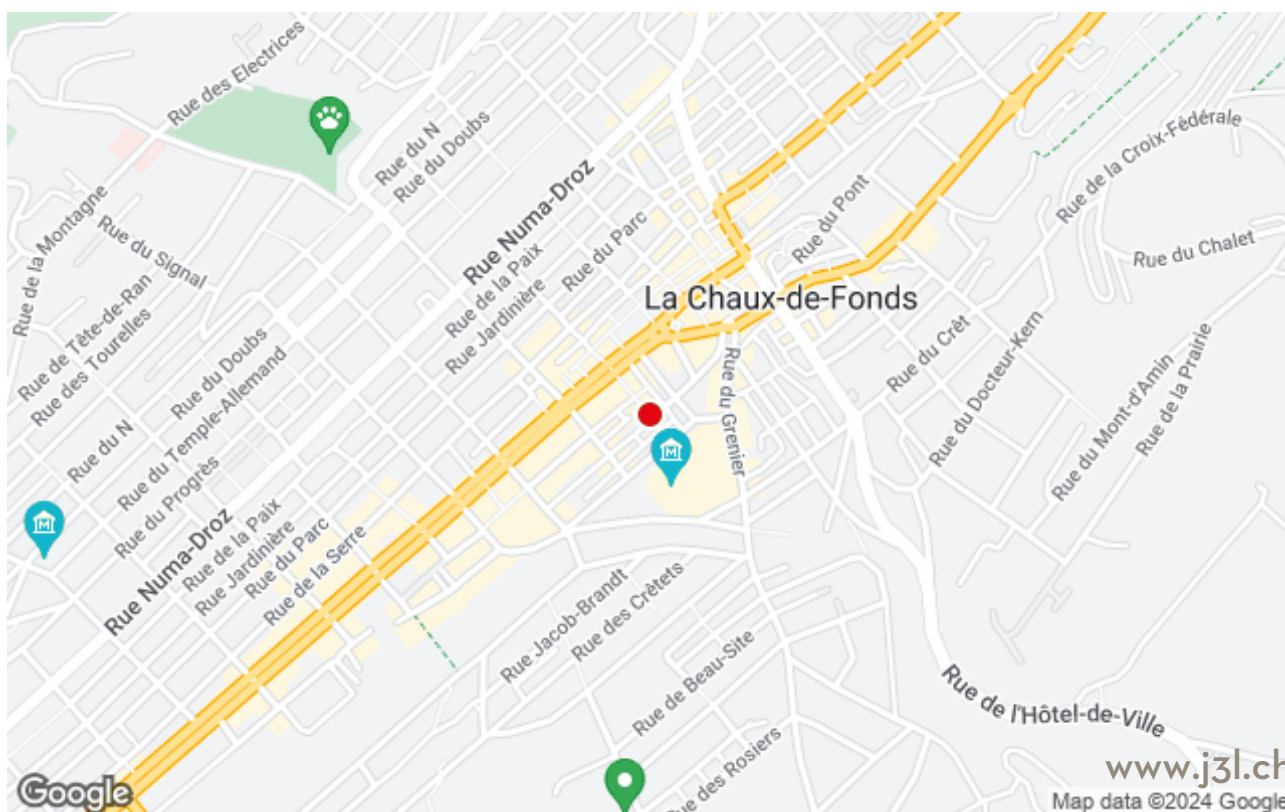 Rue des Electrices
Rue du N
Rue du Doubs
Rue Numa-Droz
Rue du Parc
Rue de la Paix
Rue Jardinière
Rue du Pont
Rue de la Croix-Fédérale
Rue du Chalet
Rue de la Montagne
Rue du Signal
Rue de Tête-de-Ran
Rue des Tourelles
La Chaux-de-Fonds
Rue du Doubs
Rue du Temple-Allemand
Rue du N
Rue du Progrès
Rue du Grenier
Rue du Crêt
Rue du Docteur-Kern
Rue du Mont-d'Amin
Rue de la Prairie
Rue Numa-Droz
Rue de la Paix
Rue Jardinière
Rue du Parc
Rue de la Serre
Rue Jacob-Brandt
Rue des Crêtets
Rue de Beau-Site
Rue des Rosiers
Rue de l'Hôtel-de-Ville
M
M
www.j3l.ch
Google
Map data ©2024 Google